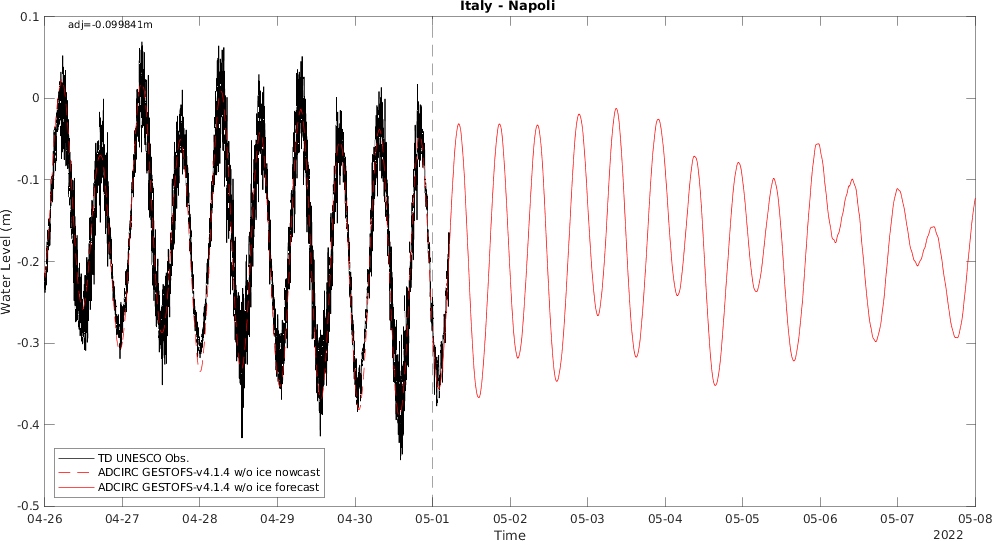 Italy - Napoli
adj=-0.099841m
0.1
0
-0.1
-0.2
-0.3
-0.4
-0.5
Water Level (m)
TD UNESCO Obs.
ADCIRC GESTOFS-v4.1.4 w/o ice nowcast
ADCIRC GESTOFS-v4.1.4 w/o ice forecast
04-26 04-27 04-28 04-29 04-30 05-01 05-02 05-03 05-04 05-05 05-06 05-07 05-08
Time
2022